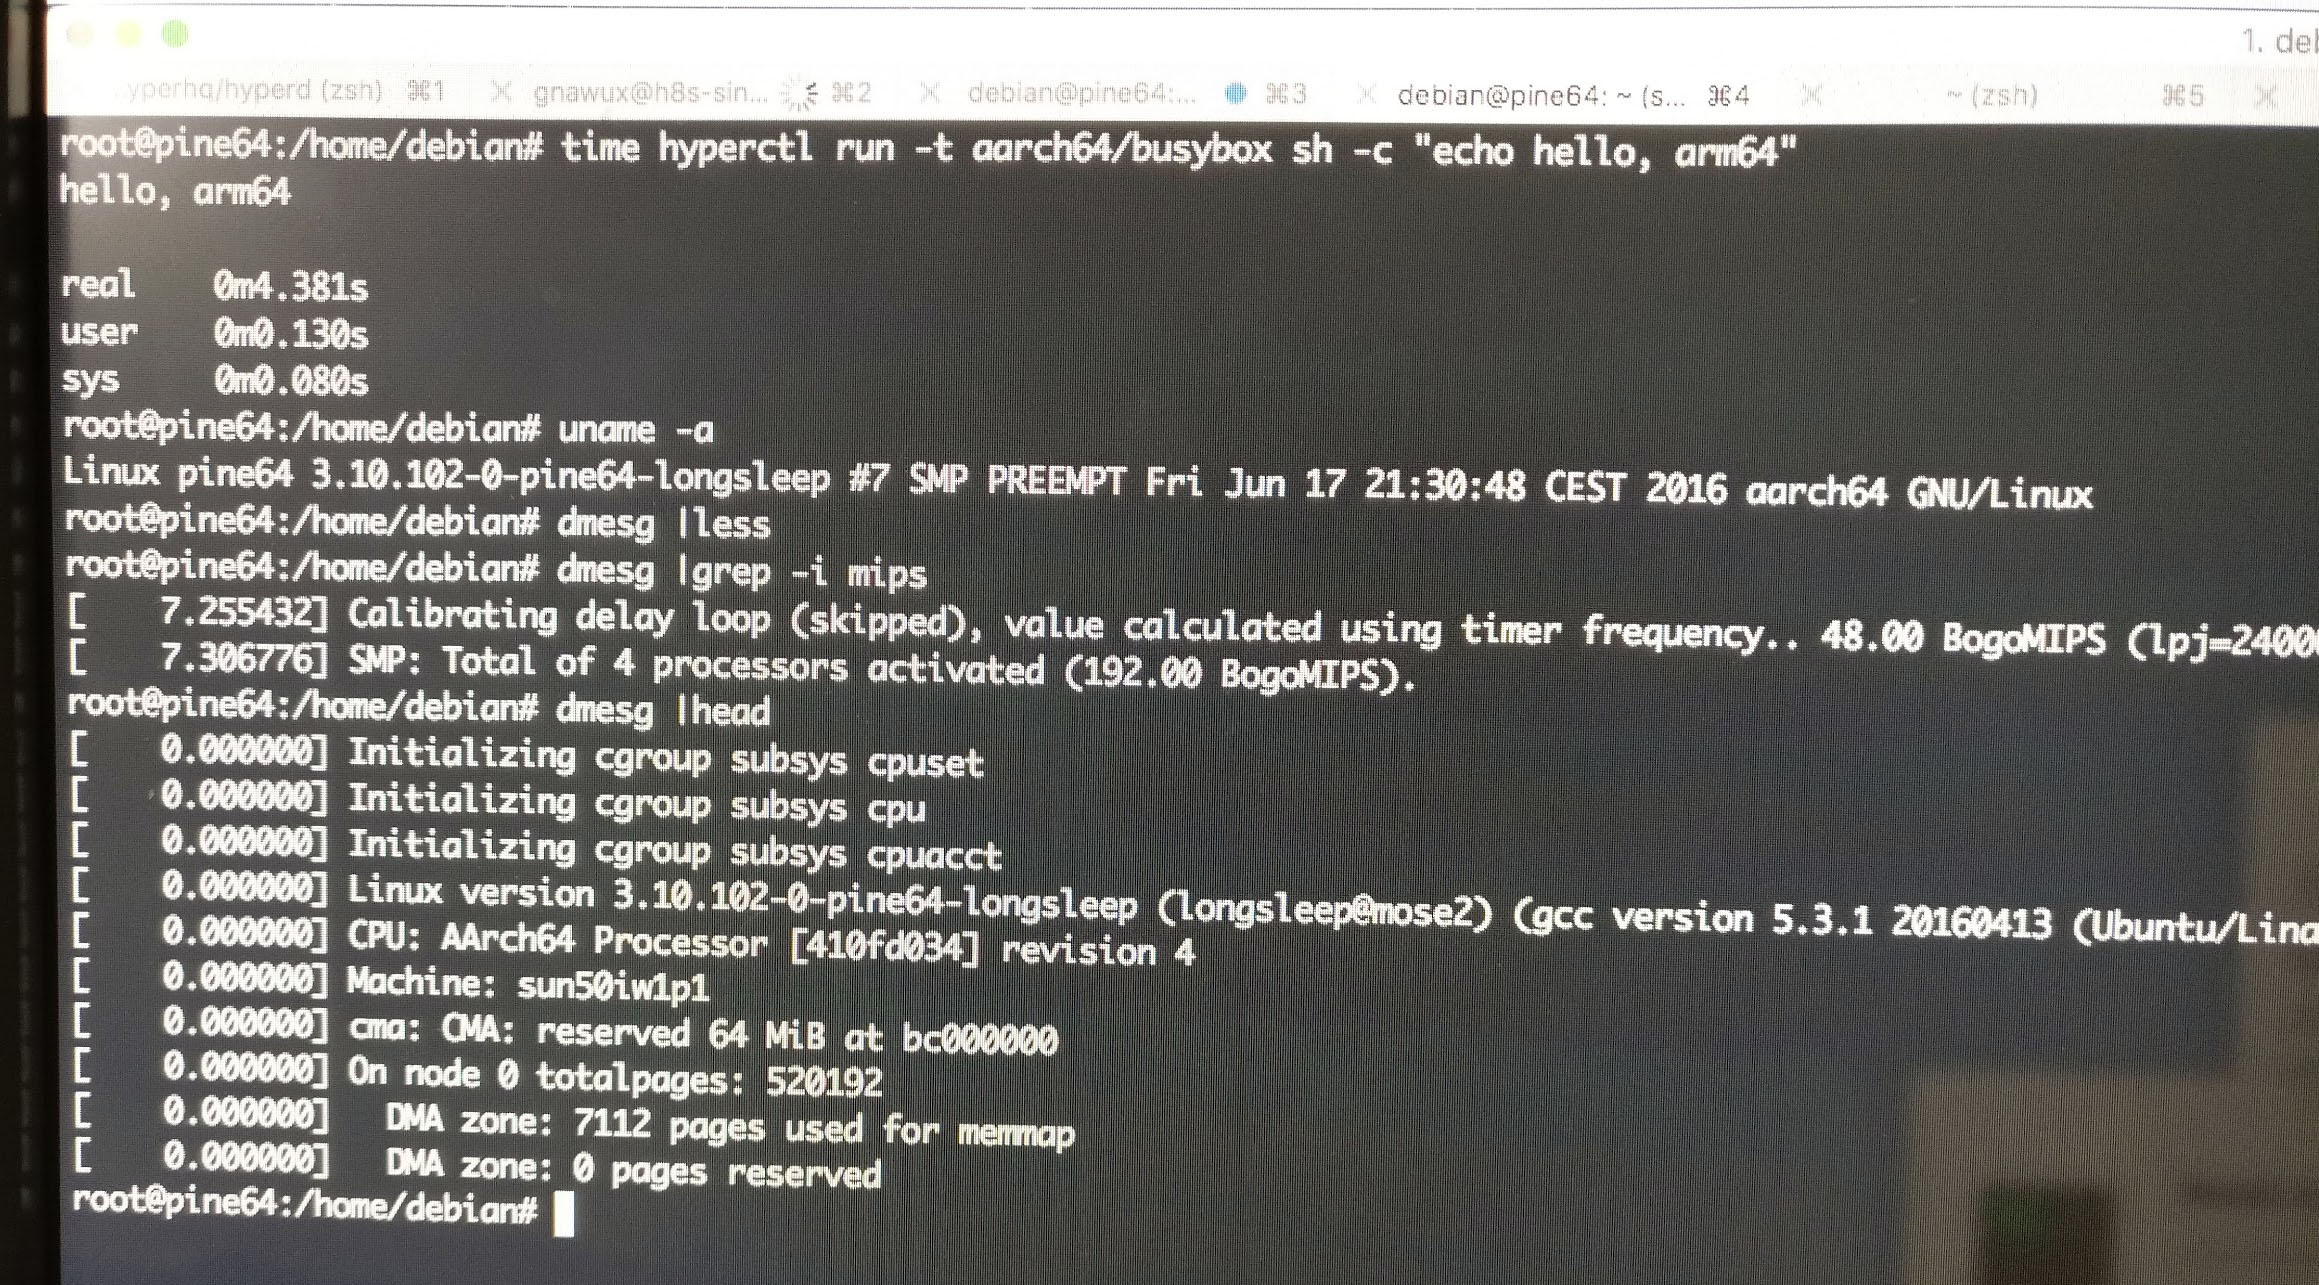 1. deb
yperhq/hyperd (zsh) ⌘1 gnawux@h8s-sin... ⌘2 debian@pine64:... ⌘3 debian@pine64: ~ (s... ⌘4 ~ (zsh) ⌘5
root@pine64:/home/debian# time hyperctl run -t aarch64/busybox sh -c "echo hello, arm64"
hello, arm64
real 0m4.381s
user 0m0.130s
sys 0m0.080s
root@pine64:/home/debian# uname -a
Linux pine64 3.10.102-0-pine64-longsleep #7 SMP PREEMPT Fri Jun 17 21:30:48 CEST 2016 aarch64 GNU/Linux
root@pine64:/home/debian# dmesg |less
root@pine64:/home/debian# dmesg |grep -i mips
[ 7.255432] Calibrating delay loop (skipped), value calculated using timer frequency.. 48.00 BogoMIPS (lpj=2400
[ 7.306776] SMP: Total of 4 processors activated (192.00 BogoMIPS).
root@pine64:/home/debian# dmesg |head
[ 0.000000] Initializing cgroup subsys cpuset
[ 0.000000] Initializing cgroup subsys cpu
[ 0.000000] Initializing cgroup subsys cpuacct
[ 0.000000] Linux version 3.10.102-0-pine64-longsleep (longsleep@mose2) (gcc version 5.3.1 20160413 (Ubuntu/Lina
[ 0.000000] CPU: AArch64 Processor [410fd034] revision 4
[ 0.000000] Machine: sun50iw1p1
[ 0.000000] cma: CMA: reserved 64 MiB at bc000000
[ 0.000000] On node 0 totalpages: 520192
[ 0.000000] DMA zone: 7112 pages used for memmap
[ 0.000000] DMA zone: 0 pages reserved
root@pine64:/home/debian#